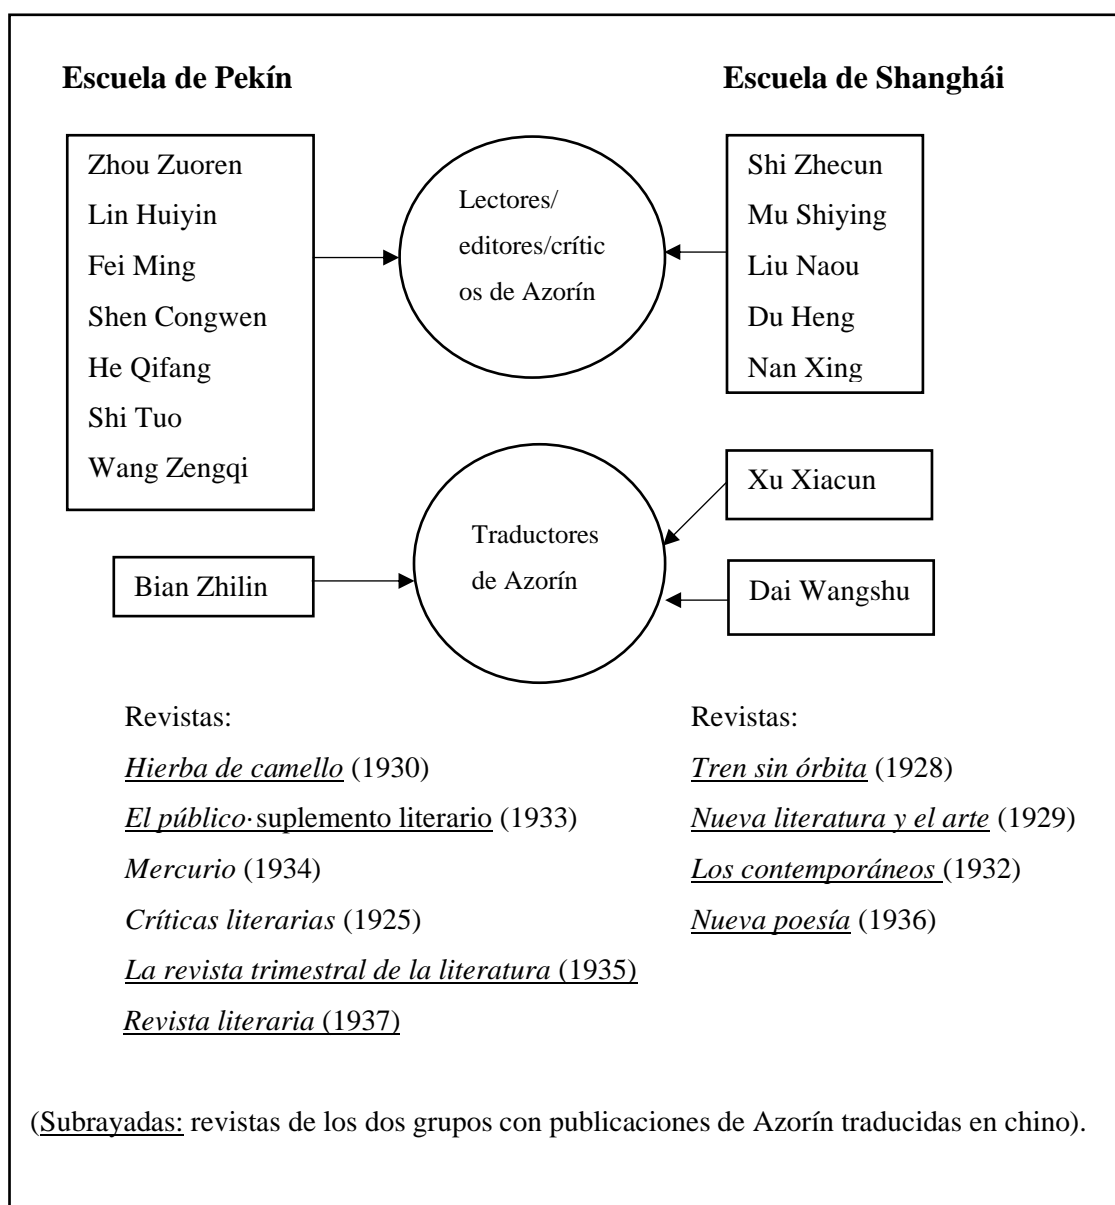 Escuela de Pekín
Zhou Zuoren
Lin Huiyin
Fei Ming
Shen Congwen
He Qifang
Shi Tuo
Wang Zengqi
Bian Zhilin
Lectores/
editores/crític
os de Azorín
Traductores
de Azorín
Escuela de Shanghái
Shi Zhecun
Mu Shiying
Liu Naou
Du Heng
Nan Xing
Xu Xiacun
Dai Wangshu
Revistas:
Hierba de camello (1930)
El público·suplemento literario (1933)
Mercurio (1934)
Críticas literarias (1925)
La revista trimestral de la literatura (1935)
Revista literaria (1937)
Revistas:
Tren sin órbita (1928)
Nueva literatura y el arte (1929)
Los contemporáneos (1932)
Nueva poesía (1936)
(Subrayadas: revistas de los dos grupos con publicaciones de Azorín traducidas en chino).